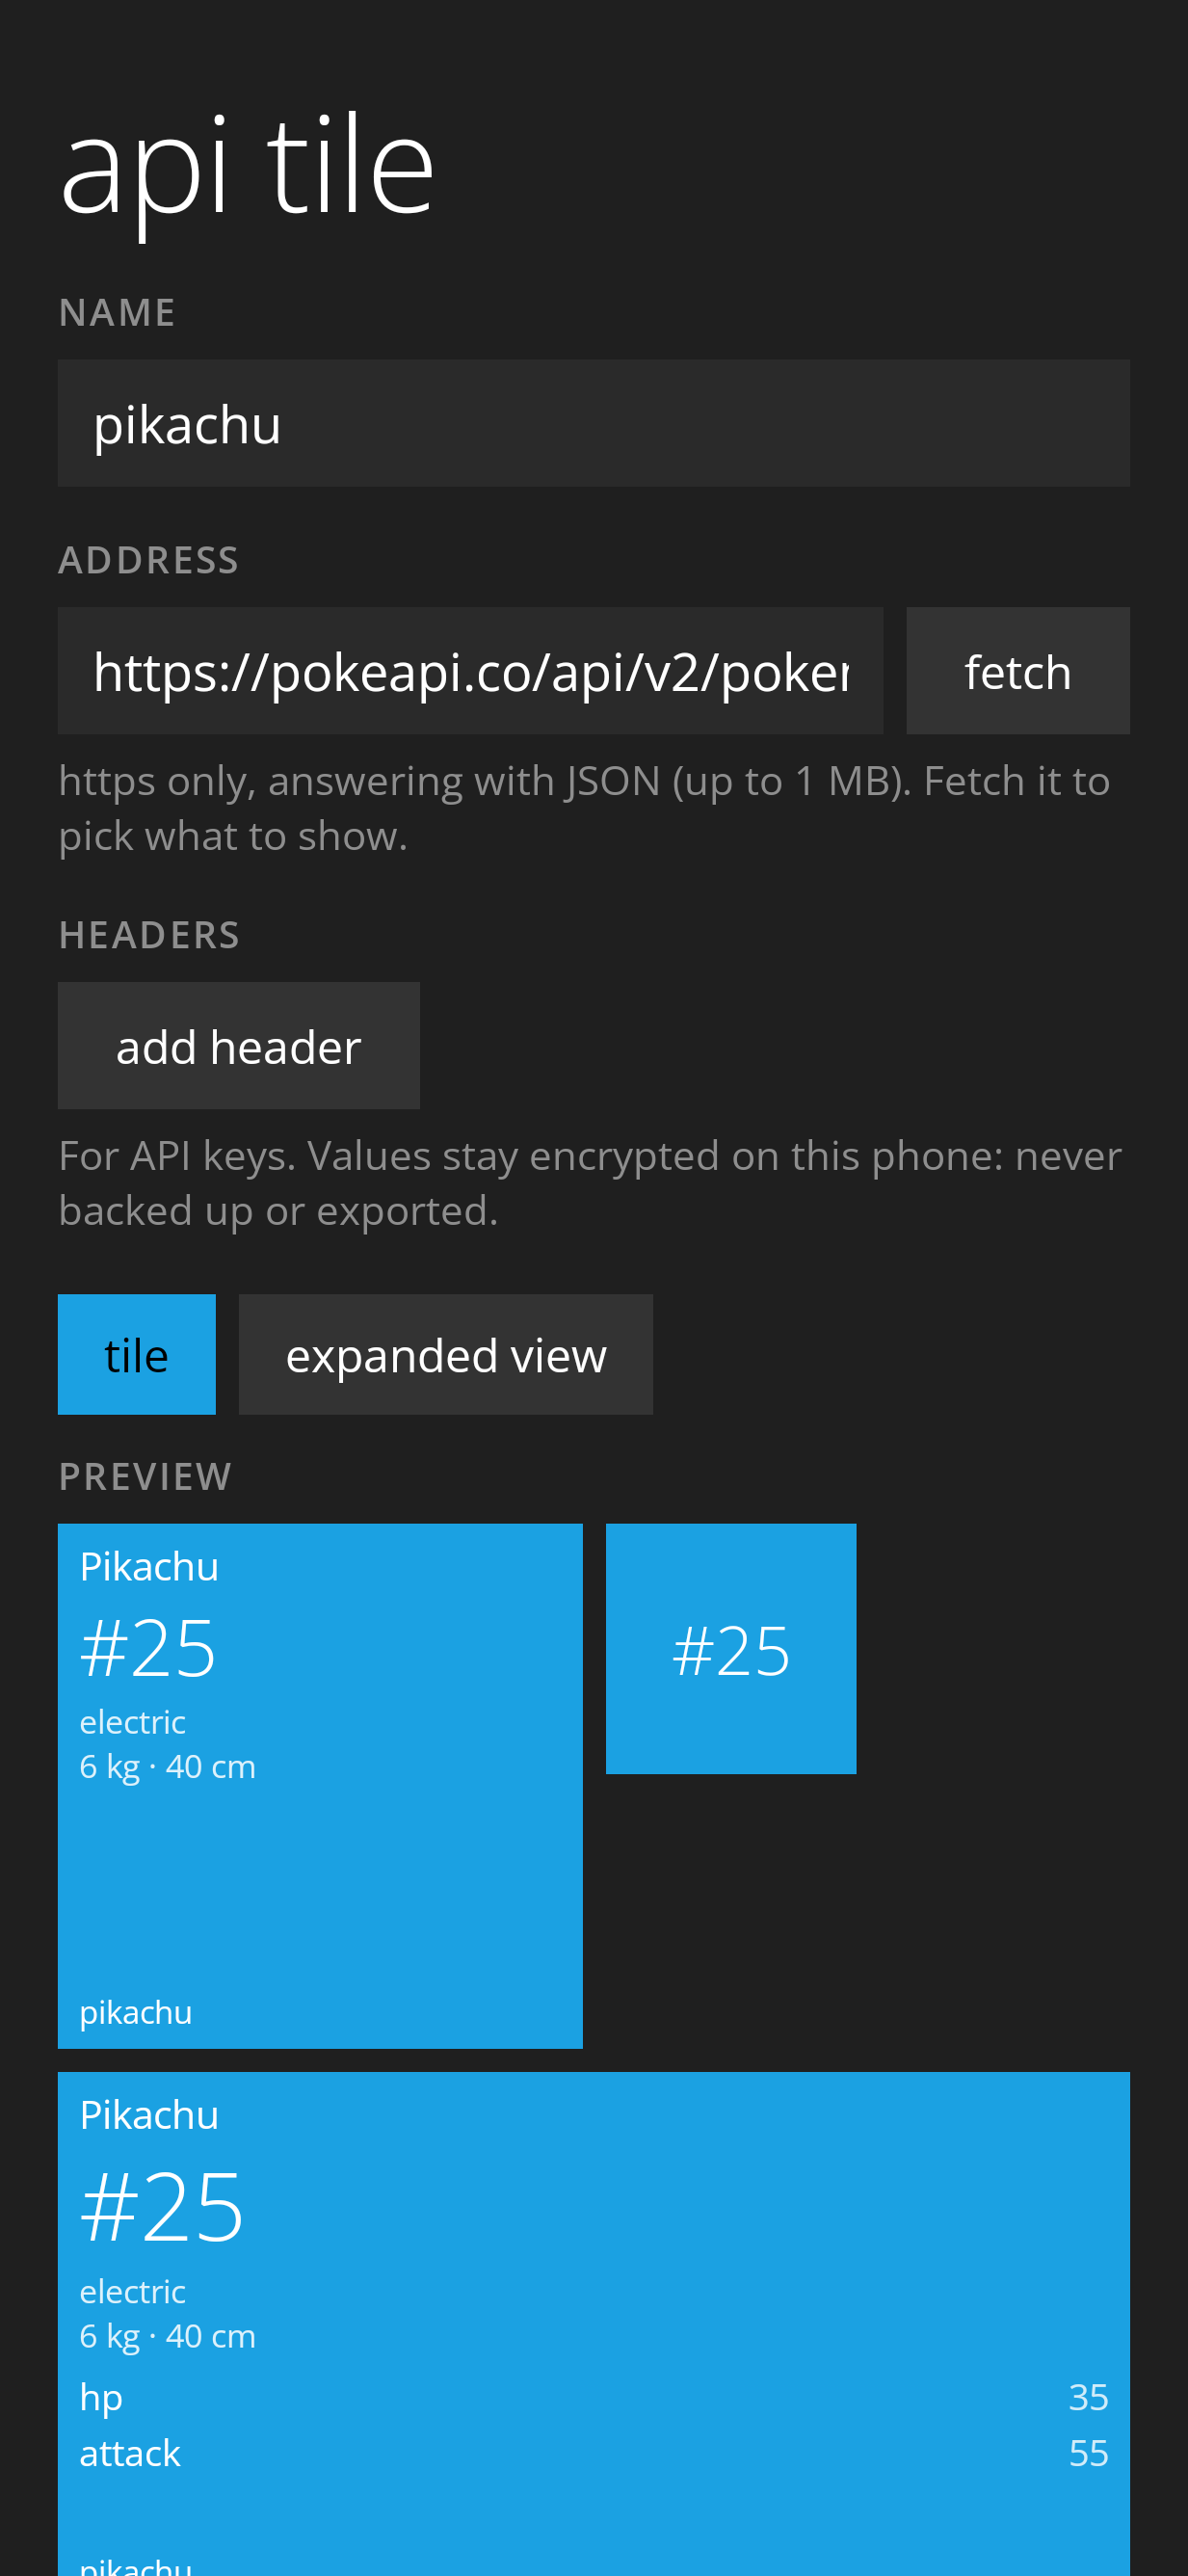 api tile
NAME
pikachu
ADDRESS
https://pokeapi.co/api/v2/poke
fetch
https only, answering with JSON (up to 1 MB). Fetch it to
pick what to show.
HEADERS
add header
For API keys. Values stay encrypted on this phone: never
backed up or exported.
tile
expanded view
PREVIEW
Pikachu
#25
electric
6 kg · 40 cm
pikachu
#25
Pikachu
#25
electric
6 kg · 40 cm
hp 35
attack 55
pikachu